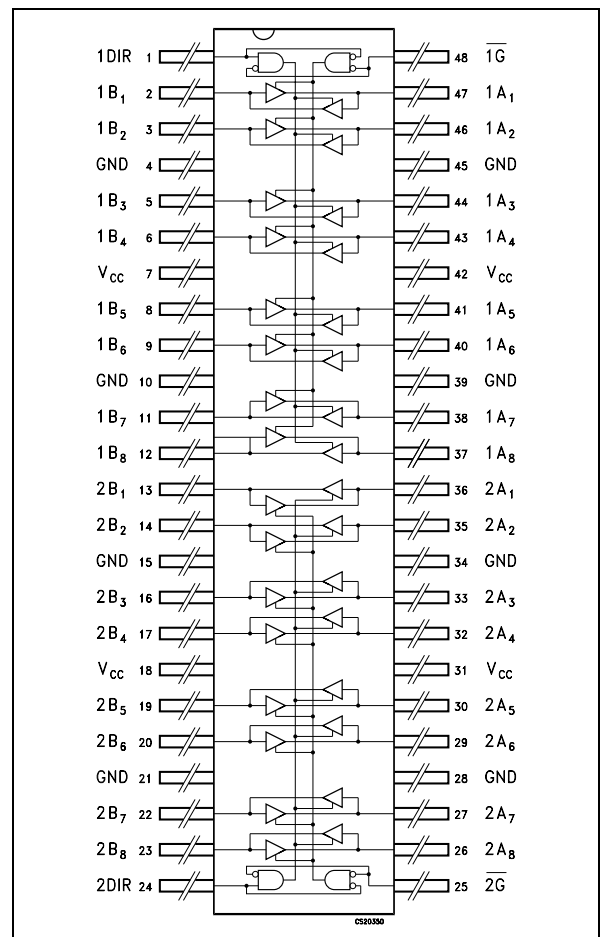 1DIR 1 48 1G̅
1B₁ 2 47 1A₁
1B₂ 3 46 1A₂
GND 4 45 GND
1B₃ 5 44 1A₃
1B₄ 6 43 1A₄
V_CC 7 42 V_CC
1B₅ 8 41 1A₅
1B₆ 9 40 1A₆
GND 10 39 GND
1B₇ 11 38 1A₇
1B₈ 12 37 1A₈
2B₁ 13 36 2A₁
2B₂ 14 35 2A₂
GND 15 34 GND
2B₃ 16 33 2A₃
2B₄ 17 32 2A₄
V_CC 18 31 V_CC
2B₅ 19 30 2A₅
2B₆ 20 29 2A₆
GND 21 28 GND
2B₇ 22 27 2A₇
2B₈ 23 26 2A₈
2DIR 24 25 2G̅
CS20350